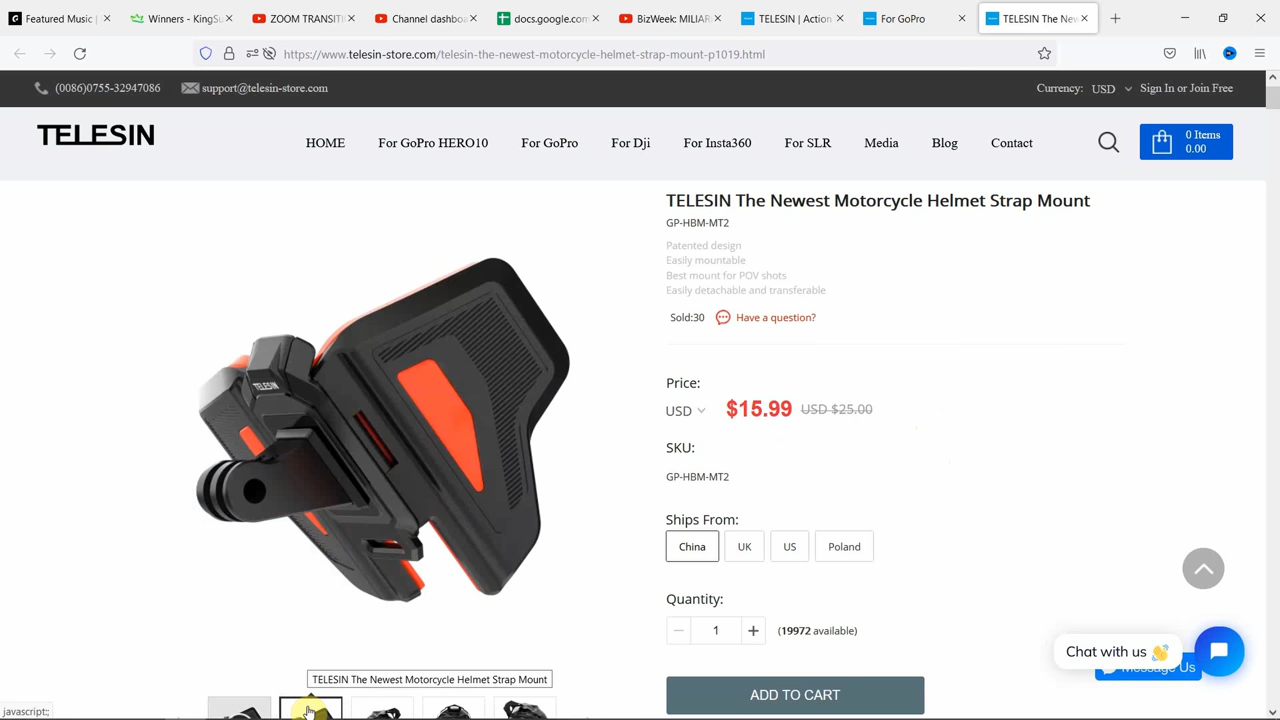 Featured Music |
Winners - KingSu
ZOOM TRANSITI
Channel dashboa
docs.google.com
BizWeek: MILIAR
TELESIN | Action
For GoPro
TELESIN The New
https://www.telesin-store.com/telesin-the-newest-motorcycle-helmet-strap-mount-p1019.html
(0086)0755-32947086
support@telesin-store.com
Currency: USD
Sign In or Join Free
TELESIN
HOME
For GoPro HERO10
For GoPro
For Dji
For Insta360
For SLR
Media
Blog
Contact
0 Items
0.00
TELESIN The Newest Motorcycle Helmet Strap Mount
GP-HBM-MT2
Patented design
Easily mountable
Best mount for POV shots
Easily detachable and transferable
Sold:30
Have a question?
TELESIN
Price:
USD
$15.99
USD $25.00
SKU:
GP-HBM-MT2
Ships From:
China
UK
US
Poland
Quantity:
1
(19972 available)
Chat with us 👋
Message Us
TELESIN The Newest Motorcycle Helmet Strap Mount
ADD TO CART
javascript:;